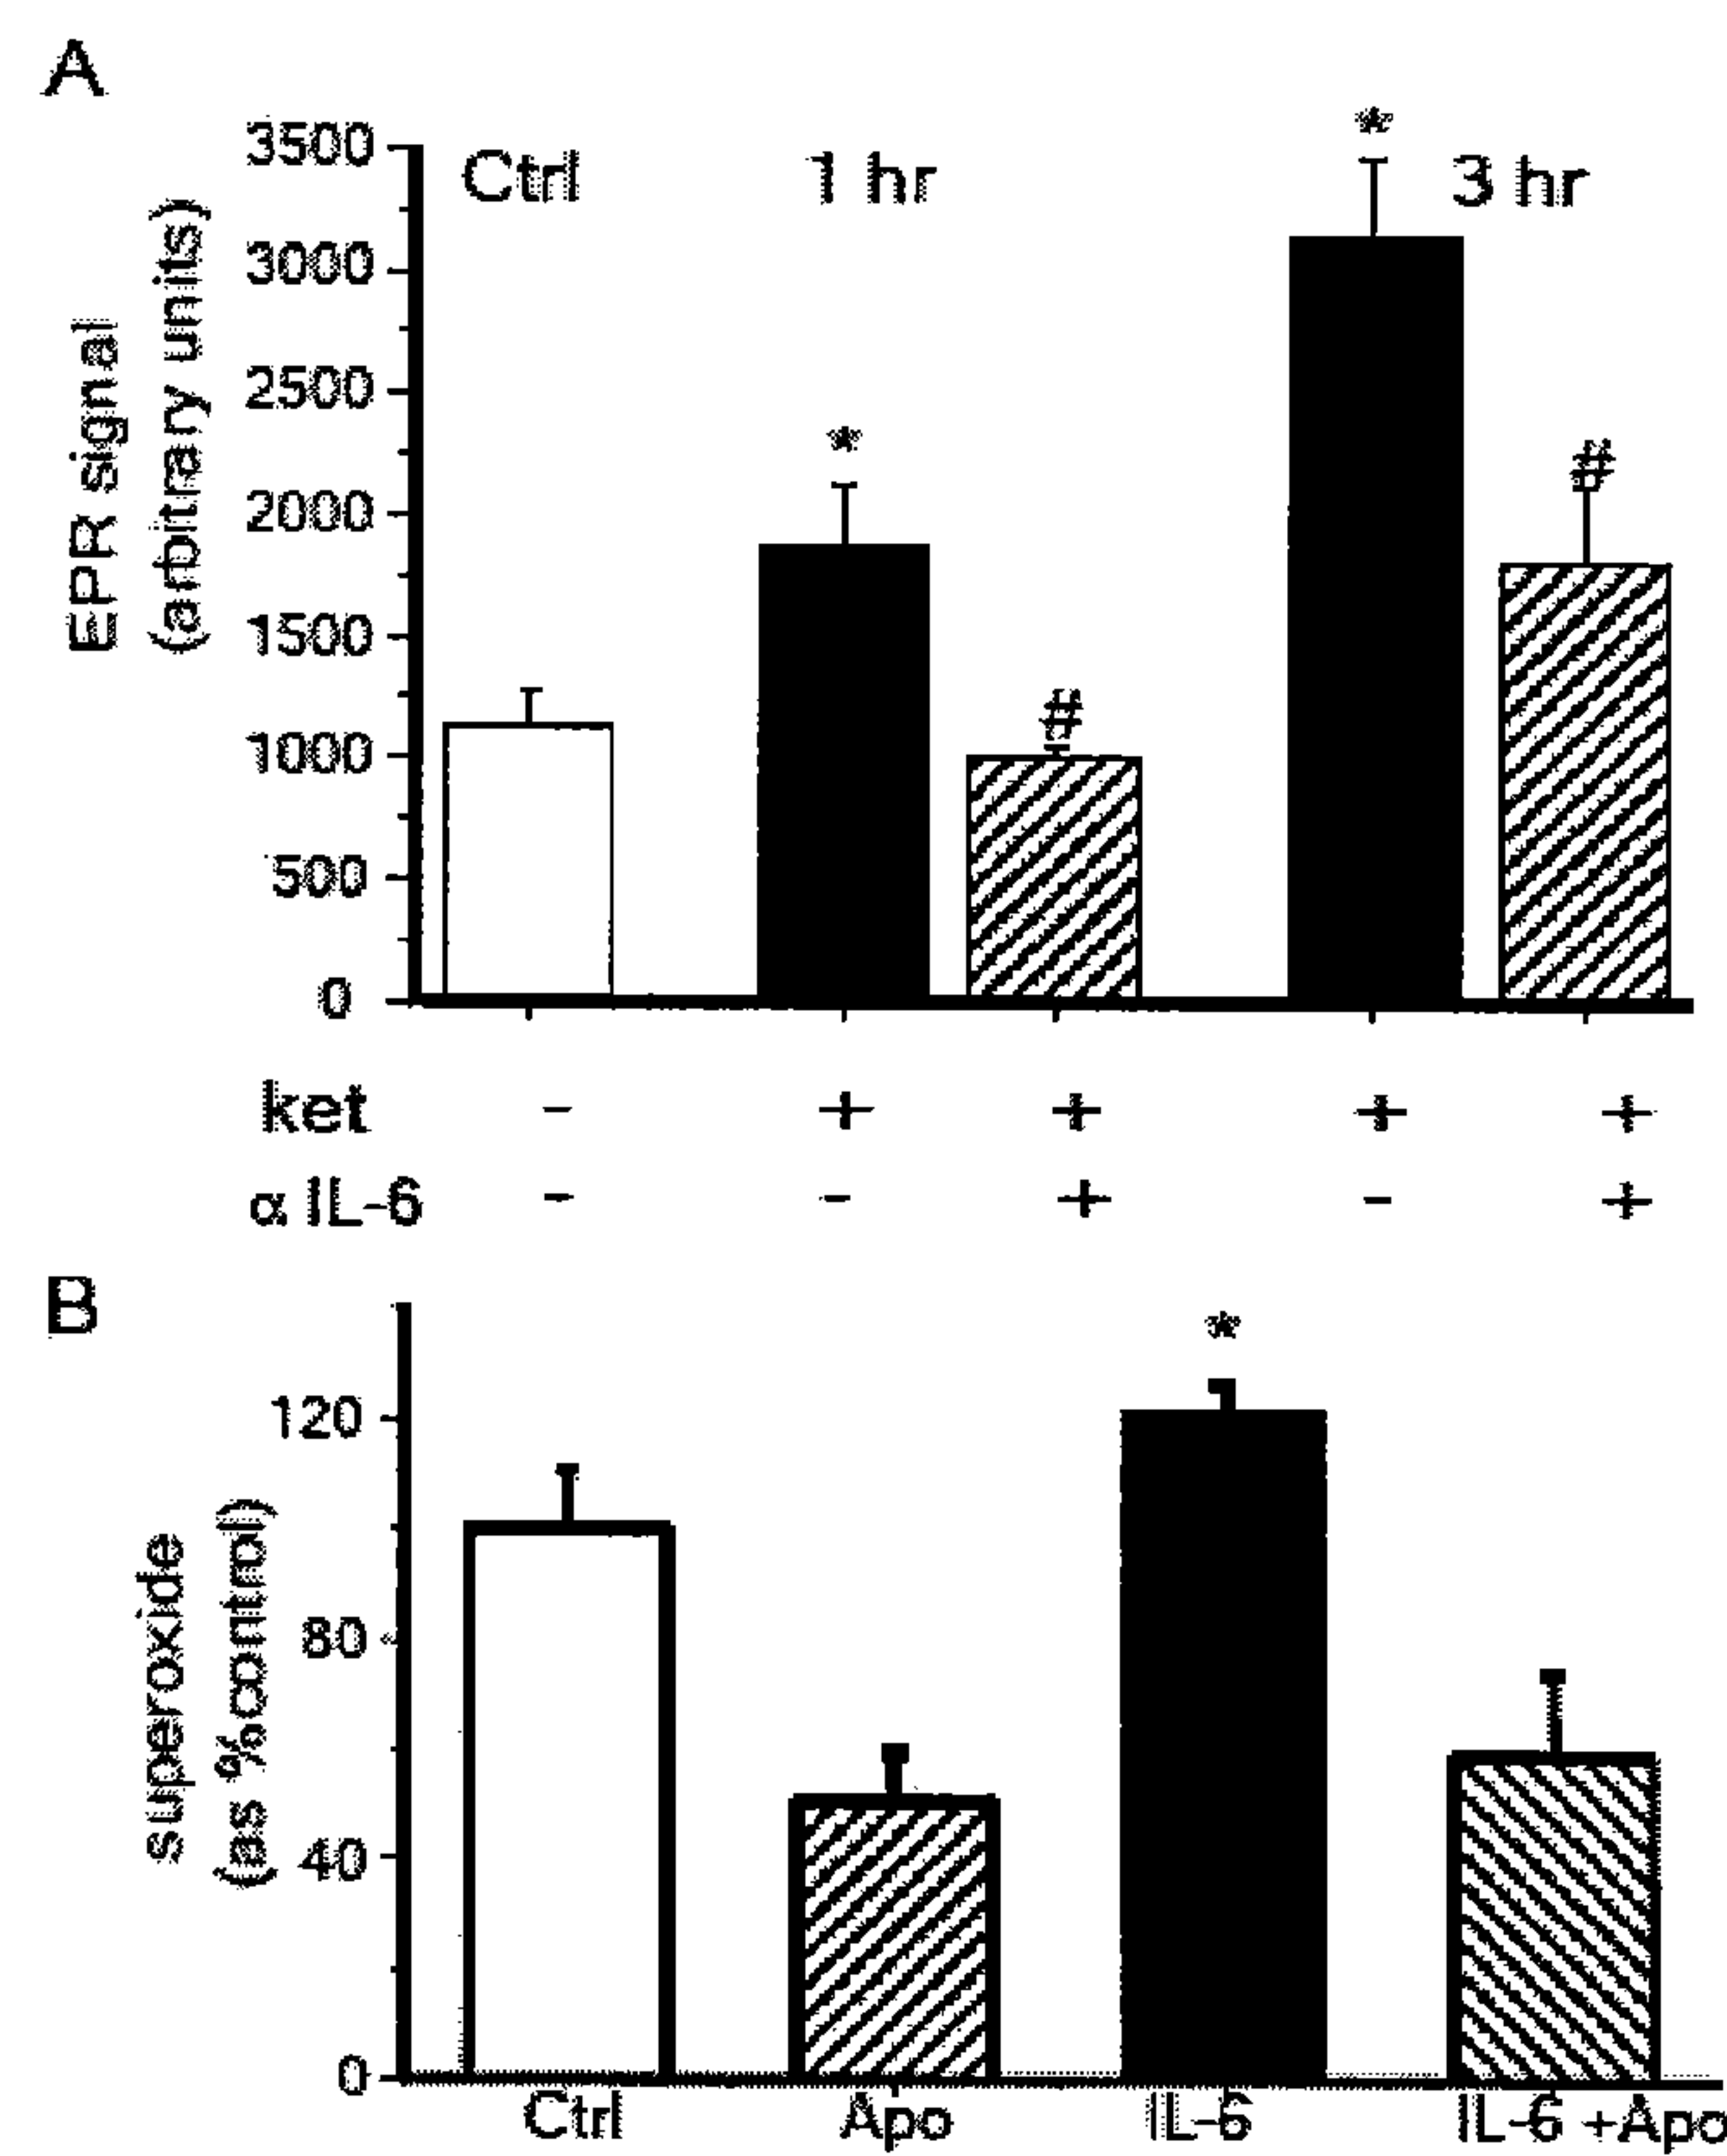 A
3500
3000
2500
2000
1500
1000
500
0
EPR signal
(arbitrary units)
Ctrl 1 hr 3 hr
* # * #
ket - + + + +
α IL-6 - - + - +
B
120
80
40
0
superoxide
(as %control)
*
Ctrl Apo IL-6 IL-6+Apo